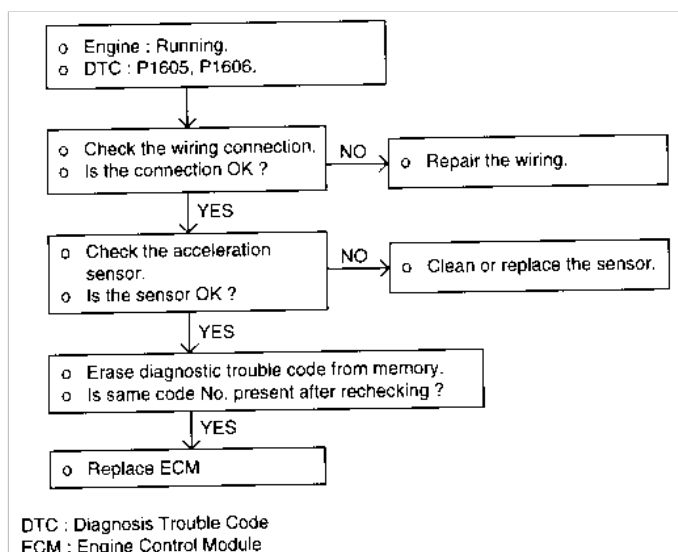 o Engine : Running.
o DTC : P1605, P1606.
o Check the wiring connection.
o Is the connection OK ?
NO
o Repair the wiring.
YES
o Check the acceleration
sensor.
o Is the sensor OK ?
NO
o Clean or replace the sensor.
YES
o Erase diagnostic trouble code from memory.
o Is same code No. present after rechecking ?
YES
o Replace ECM
DTC : Diagnosis Trouble Code
ECM : Engine Control Module